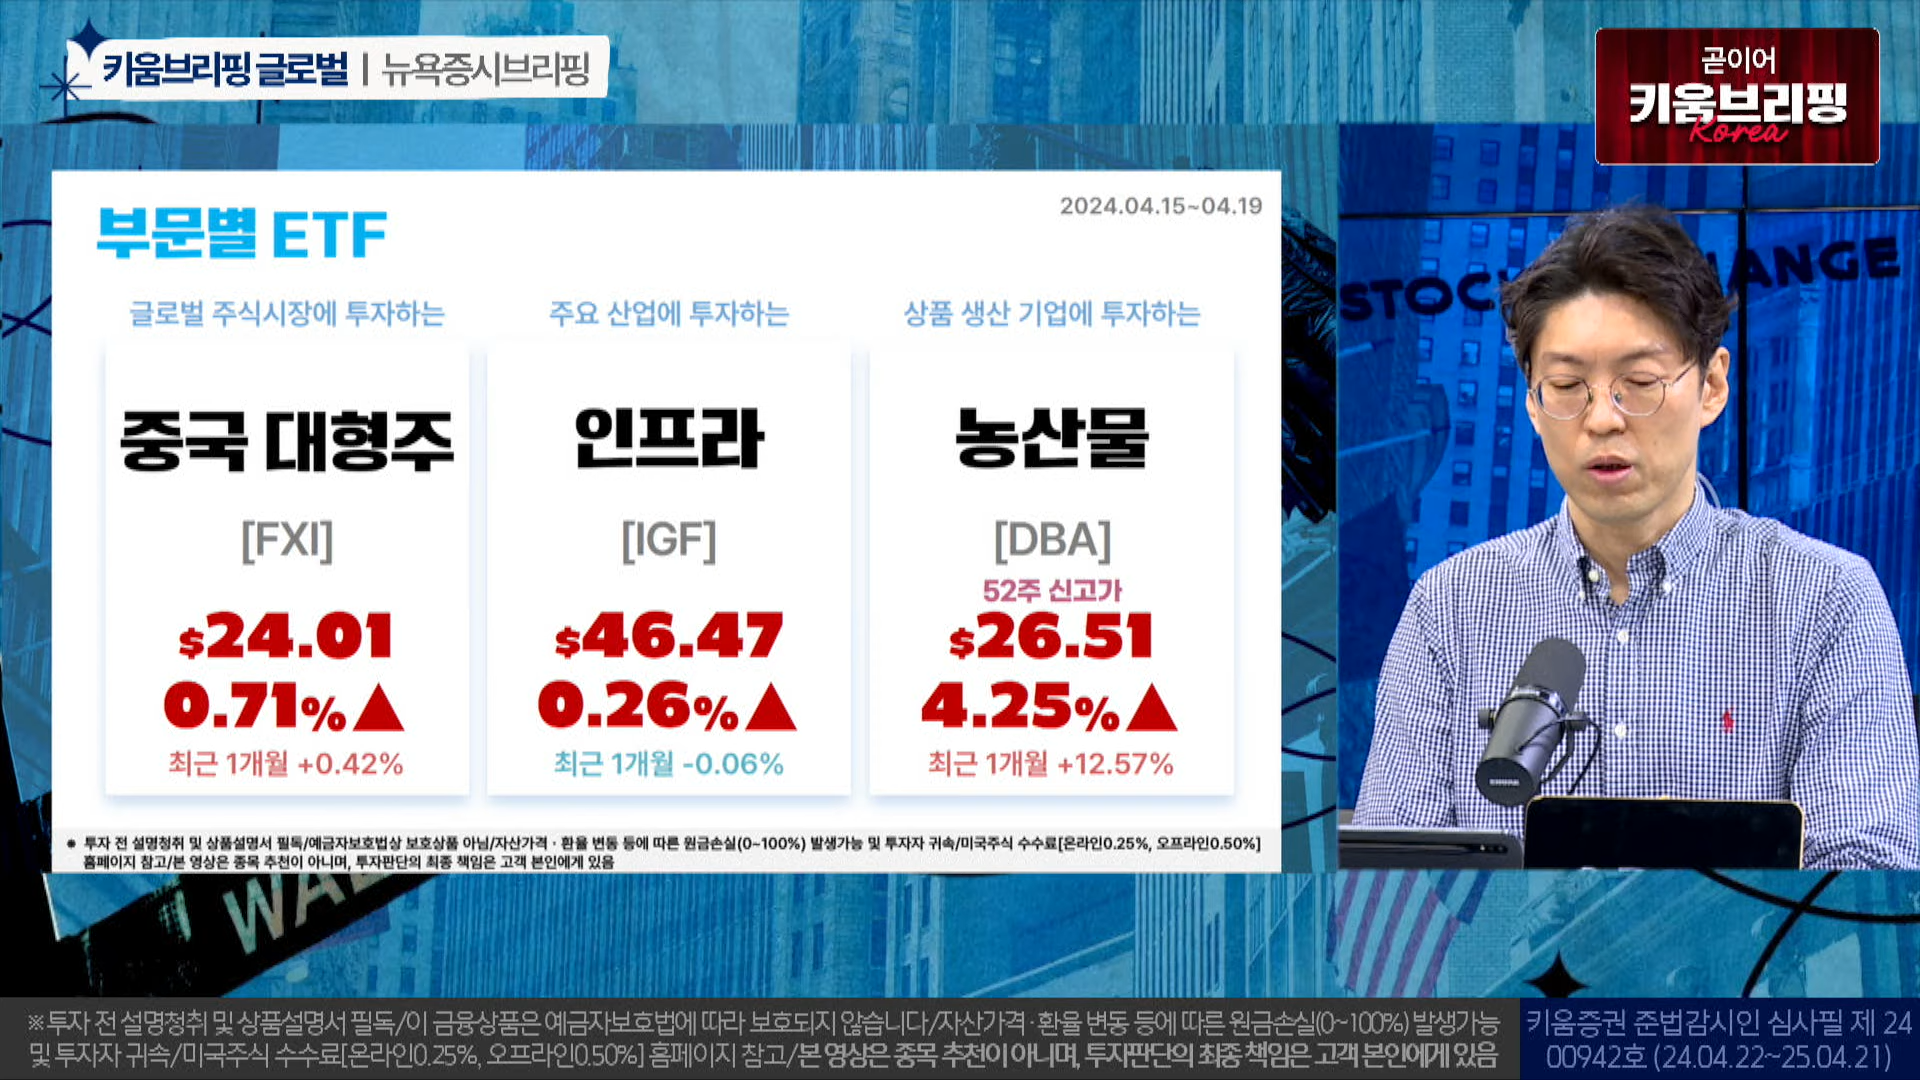 키움브리핑 글로벌 | 뉴욕증시브리핑
곧이어
키움브리핑
Korea
부문별 ETF
2024.04.15~04.19
글로벌 주식시장에 투자하는
중국 대형주
[FXI]
$24.01
0.71%▲
최근 1개월 +0.42%
주요 산업에 투자하는
인프라
[IGF]
$46.47
0.26%▲
최근 1개월 -0.06%
상품 생산 기업에 투자하는
농산물
[DBA]
52주 신고가
$26.51
4.25%▲
최근 1개월 +12.57%
* 투자 전 설명청취 및 상품설명서 필독/예금자보호법상 보호상품 아님/자산가격·환율 변동 등에 따른 원금손실(0~100%) 발생가능 및 투자자 귀속/미국주식 수수료[온라인0.25%, 오프라인0.50%]
홈페이지 참고/본 영상은 종목 추천이 아니며, 투자판단의 최종 책임은 고객 본인에게 있음
STOC
ANGE
WAL
※투자 전 설명청취 및 상품설명서 필독/이 금융상품은 예금자보호법에 따라 보호되지 않습니다/자산가격·환율 변동 등에 따른 원금손실(0~100%) 발생가능
및 투자자 귀속/미국주식 수수료[온라인0.25%, 오프라인0.50%] 홈페이지 참고/본 영상은 종목 추천이 아니며, 투자판단의 최종 책임은 고객 본인에게 있음
키움증권 준법감시인 심사필 제 24
00942호 (24.04.22~25.04.21)